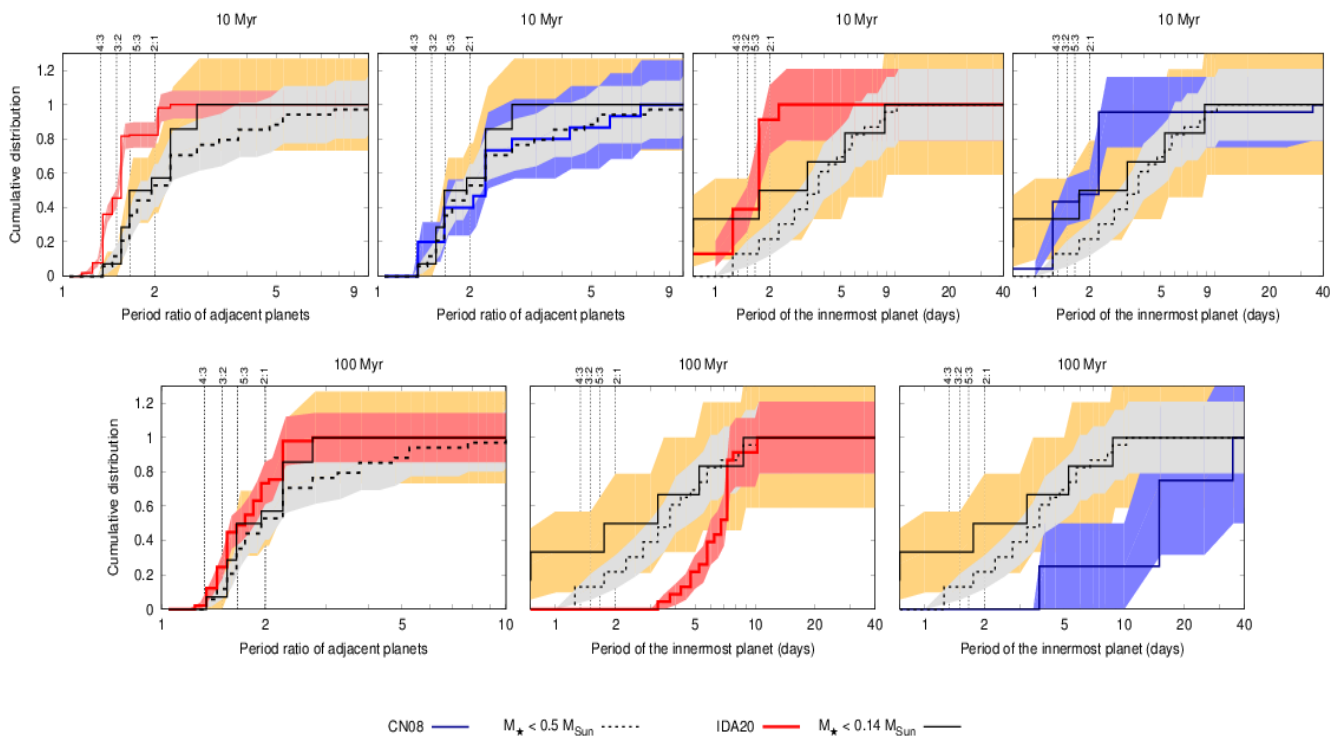 10 Myr 10 Myr 10 Myr 10 Myr
4:3 3:2 5:3 2:1 4:3 3:2 5:3 2:1 4:3 3:2 5:3 2:1 4:3 3:2 5:3 2:1
1.2
1
0.8
0.6
0.4
0.2
0
Cumulative distribution
1 2 5 9 1 2 5 9 1 2 5 9 20 40 1 2 5 9 20 40
Period ratio of adjacent planets Period ratio of adjacent planets Period of the innermost planet (days) Period of the innermost planet (days)
100 Myr 100 Myr 100 Myr
4:3 3:2 5:3 2:1 4:3 3:2 5:3 2:1 4:3 3:2 5:3 2:1
1.2
1
0.8
0.6
0.4
0.2
0
Cumulative distribution
1 2 5 10 1 2 5 10 20 40 1 2 5 10 20 40
Period ratio of adjacent planets Period of the innermost planet (days) Period of the innermost planet (days)
CN08 M★ < 0.5 MSun IDA20 M★ < 0.14 MSun